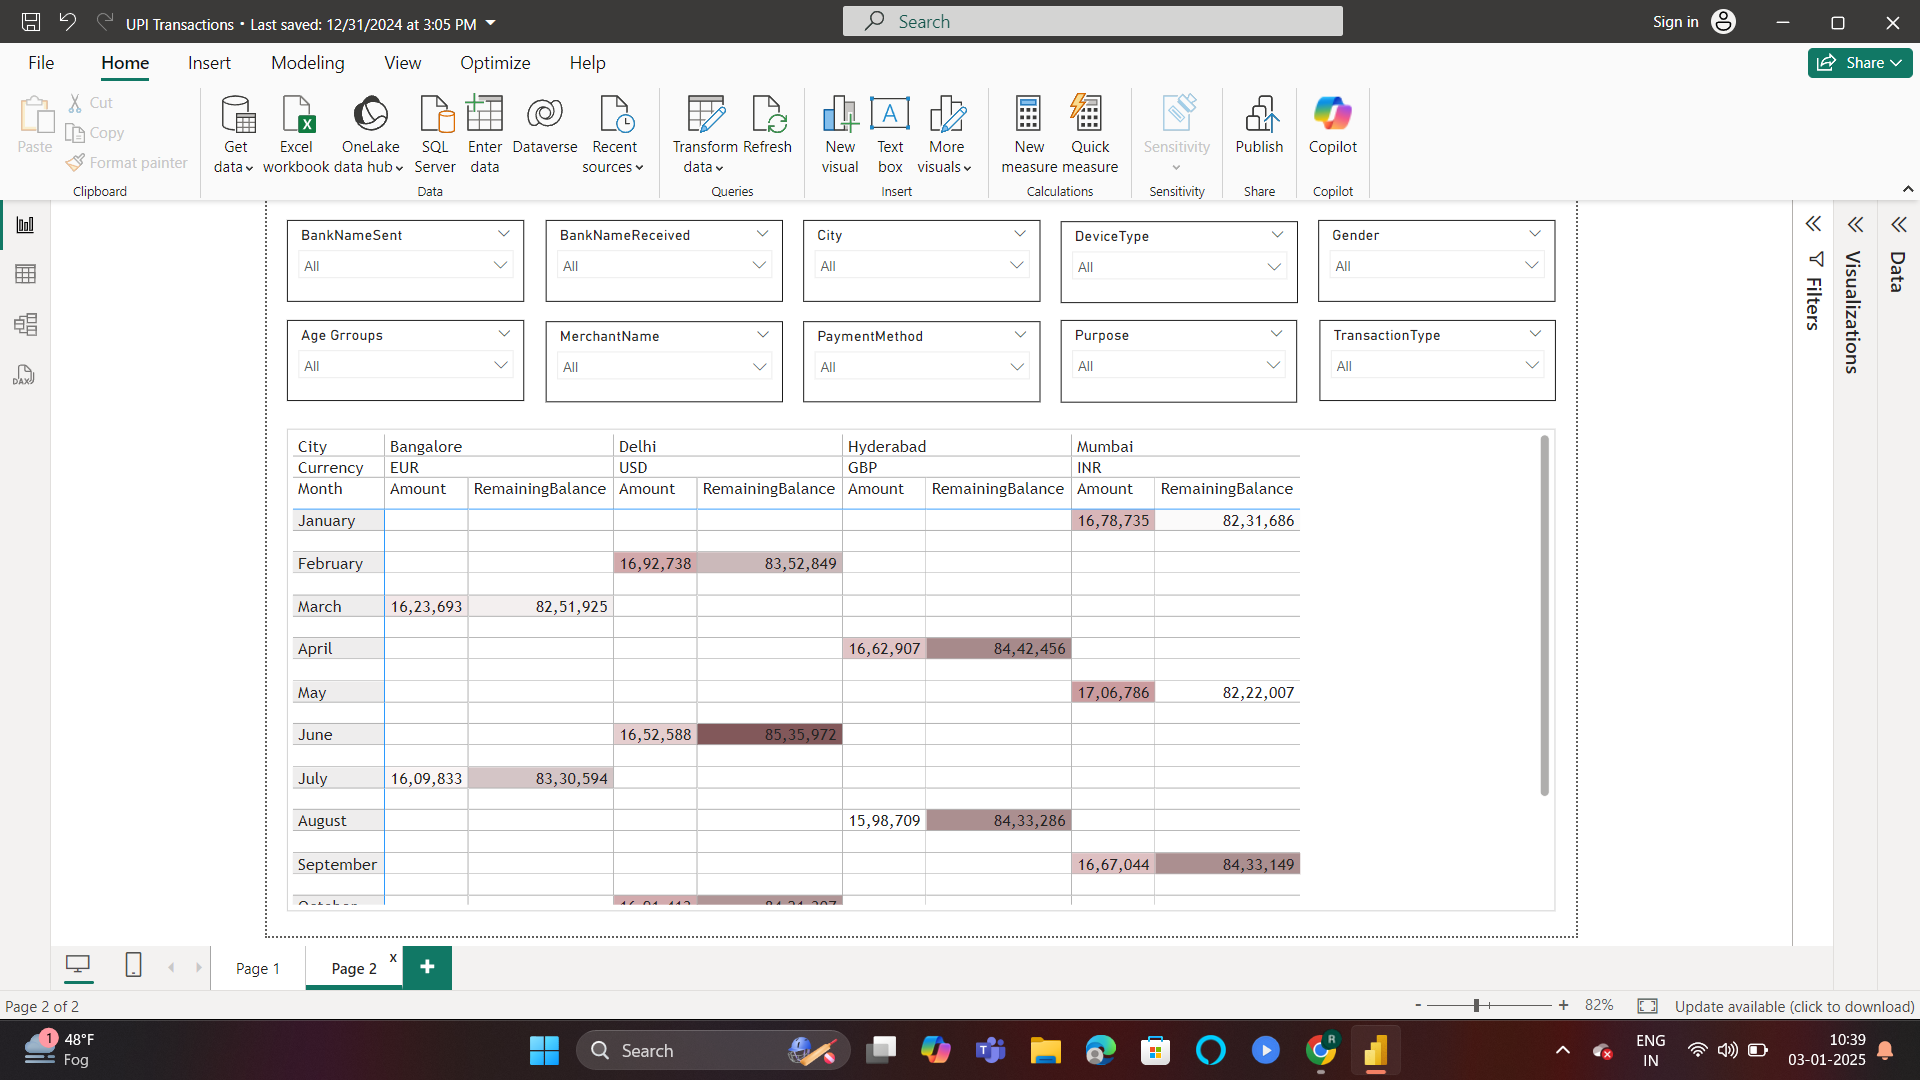 UPI Transactions • Last saved: 12/31/2024 at 3:05 PM
Search
Sign in
File Home Insert Modeling View Optimize Help
Share
Paste
Cut
Copy
Format painter
Clipboard
Get data
Excel workbook
OneLake data hub
SQL Server
Enter data
Dataverse
Recent sources
Data
Transform data
Refresh
Queries
New visual
Text box
More visuals
Insert
New measure
Quick measure
Calculations
Sensitivity
Sensitivity
Publish
Share
Copilot
Copilot
BankNameSent BankNameReceived City DeviceType Gender
All All All All All
Age Grroups MerchantName PaymentMethod Purpose TransactionType
All All All All All
Filters
Visualizations
Data
City Bangalore Delhi Hyderabad Mumbai
Currency EUR USD GBP INR
Month Amount RemainingBalance Amount RemainingBalance Amount RemainingBalance Amount RemainingBalance
January 16,78,735 82,31,686
February 16,92,738 83,52,849
March 16,23,693 82,51,925
April 16,62,907 84,42,456
May 17,06,786 82,22,007
June 16,52,588 85,35,972
July 16,09,833 83,30,594
August 15,98,709 84,33,286
September 16,67,044 84,33,149
Page 1 Page 2 x +
Page 2 of 2
- + 82%
Update available (click to download)
1
48°F
Fog
Search
R
ENG
IN
10:39
03-01-2025